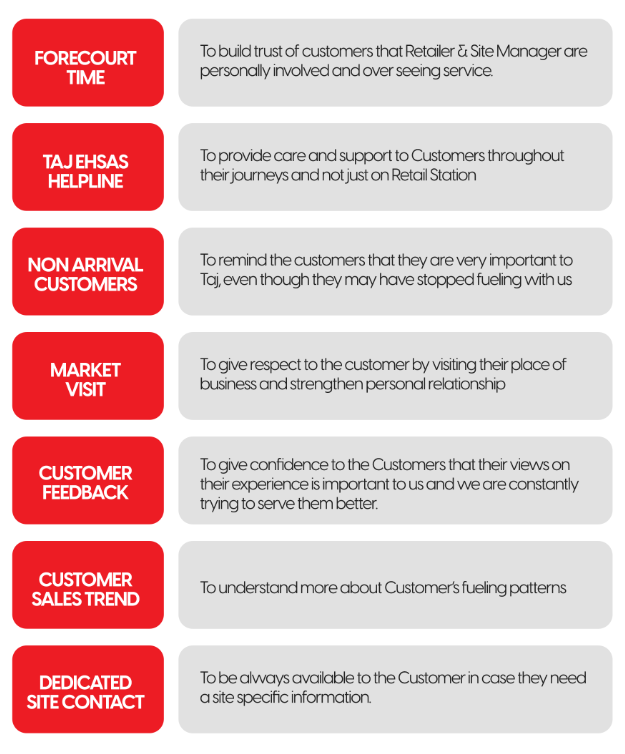 FORECOURT
TIME
To build trust of customers that Retailer & Site Manager are
personally involved and over seeing service.
TAJ EHSAS
HELPLINE
To provide care and support to Customers throughout
their journeys and not just on Retail Station
NON ARRIVAL
CUSTOMERS
To remind the customers that they are very important to
Taj, even though they may have stopped fueling with us
MARKET
VISIT
To give respect to the customer by visiting their place of
business and strengthen personal relationship
CUSTOMER
FEEDBACK
To give confidence to the Customers that their views on
their experience is important to us and we are constantly
trying to serve them better.
CUSTOMER
SALES TREND
To understand more about Customer's fueling patterns
DEDICATED
SITE CONTACT
To be always available to the Customer in case they need
a site specific information.